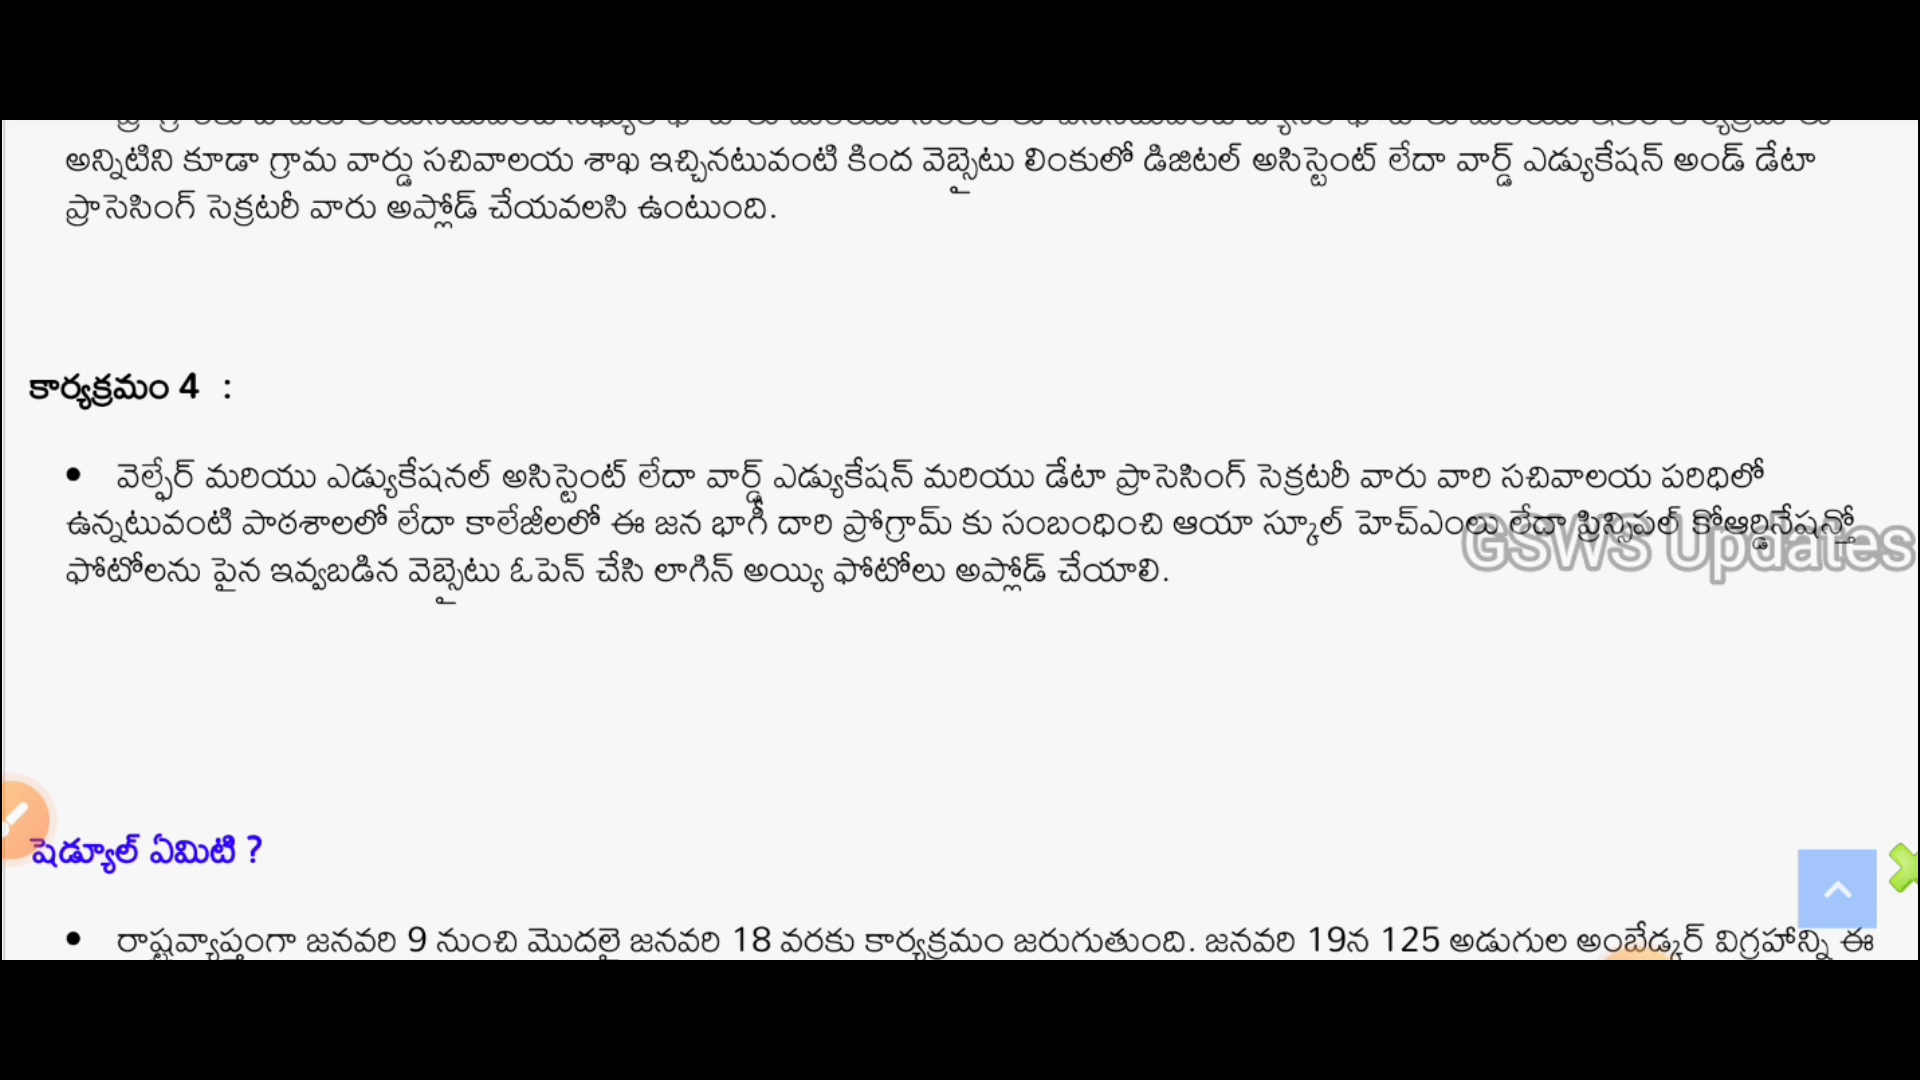 అన్నిటిని కూడా గ్రామ వార్డు సచివాలయ శాఖ ఇచ్చినటువంటి కింద వెబ్సైటు లింకులో డిజిటల్ అసిస్టెంట్ లేదా వార్డ్ ఎడ్యుకేషన్ అండ్ డేటా
ప్రాసెసింగ్ సెక్రటరీ వారు అప్లోడ్ చేయవలసి ఉంటుంది.
కార్యక్రమం 4 :
• వెల్ఫేర్ మరియు ఎడ్యుకేషనల్ అసిస్టెంట్ లేదా వార్డ్ ఎడ్యుకేషన్ మరియు డేటా ప్రాసెసింగ్ సెక్రటరీ వారు వారి సచివాలయ పరిధిలో
ఉన్నటువంటి పాఠశాలలో లేదా కాలేజీలలో ఈ జన భాగీ దారి ప్రోగ్రామ్ కు సంబంధించి ఆయా స్కూల్ హెచ్ఎంలు లేదా ప్రిన్సిపల్ కోఆర్డినేషన్తో
GSWS Updates
ఫోటోలను పైన ఇవ్వబడిన వెబ్సైటు ఓపెన్ చేసి లాగిన్ అయ్యి ఫోటోలు అప్లోడ్ చేయాలి.
షెడ్యూల్ ఏమిటి ?
• రాష్ట్రవ్యాప్తంగా జనవరి 9 నుంచి మొదలై జనవరి 18 వరకు కార్యక్రమం జరుగుతుంది. జనవరి 19న 125 అడుగుల అంబేడ్కర్ విగ్రహాన్ని ఈ